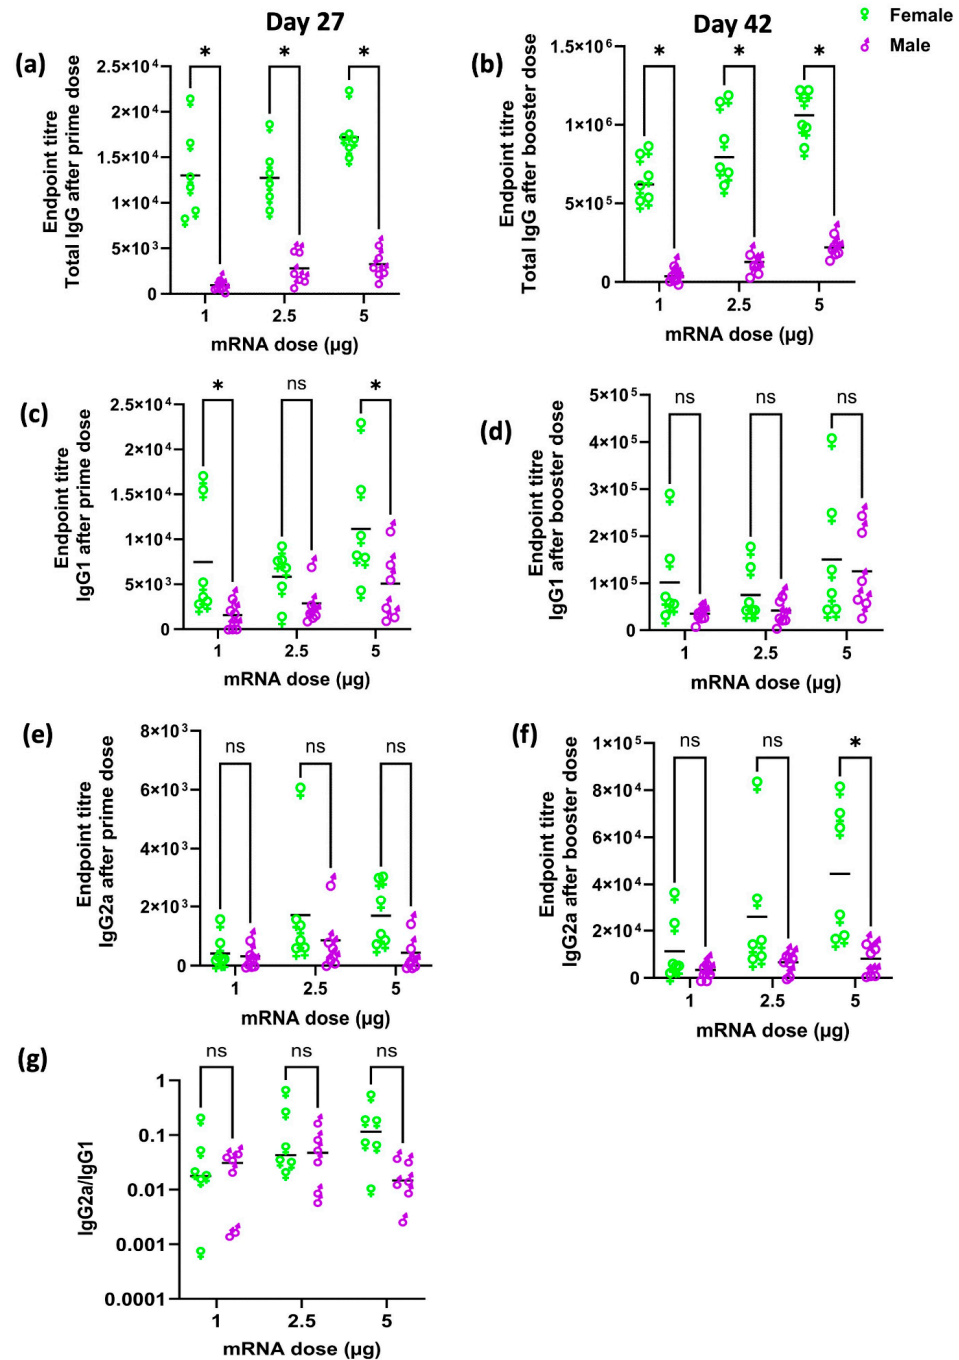 Day 27
Day 42
Female
Male
(a)
*
*
*
Endpoint titre
Total IgG after prime dose
2.5×10⁴
2×10⁴
1.5×10⁴
1×10⁴
5×10³
0
1
2.5
5
mRNA dose (µg)
(b)
*
*
*
Endpoint titre
Total IgG after booster dose
1.5×10⁶
1×10⁶
5×10⁵
0
1
2.5
5
mRNA dose (µg)
(c)
*
ns
*
Endpoint titre
IgG1 after prime dose
2.5×10⁴
2×10⁴
1.5×10⁴
1×10⁴
5×10³
0
1
2.5
5
mRNA dose (µg)
(d)
ns
ns
ns
Endpoint titre
IgG1 after booster dose
5×10⁵
4×10⁵
3×10⁵
2×10⁵
1×10⁵
0
1
2.5
5
mRNA dose (µg)
(e)
ns
ns
ns
Endpoint titre
IgG2a after prime dose
8×10³
6×10³
4×10³
2×10³
0
1
2.5
5
mRNA dose (µg)
(f)
ns
ns
*
Endpoint titre
IgG2a after booster dose
1×10⁵
8×10⁴
6×10⁴
4×10⁴
2×10⁴
0
1
2.5
5
mRNA dose (µg)
(g)
ns
ns
ns
IgG2a/IgG1
1
0.1
0.01
0.001
0.0001
1
2.5
5
mRNA dose (µg)